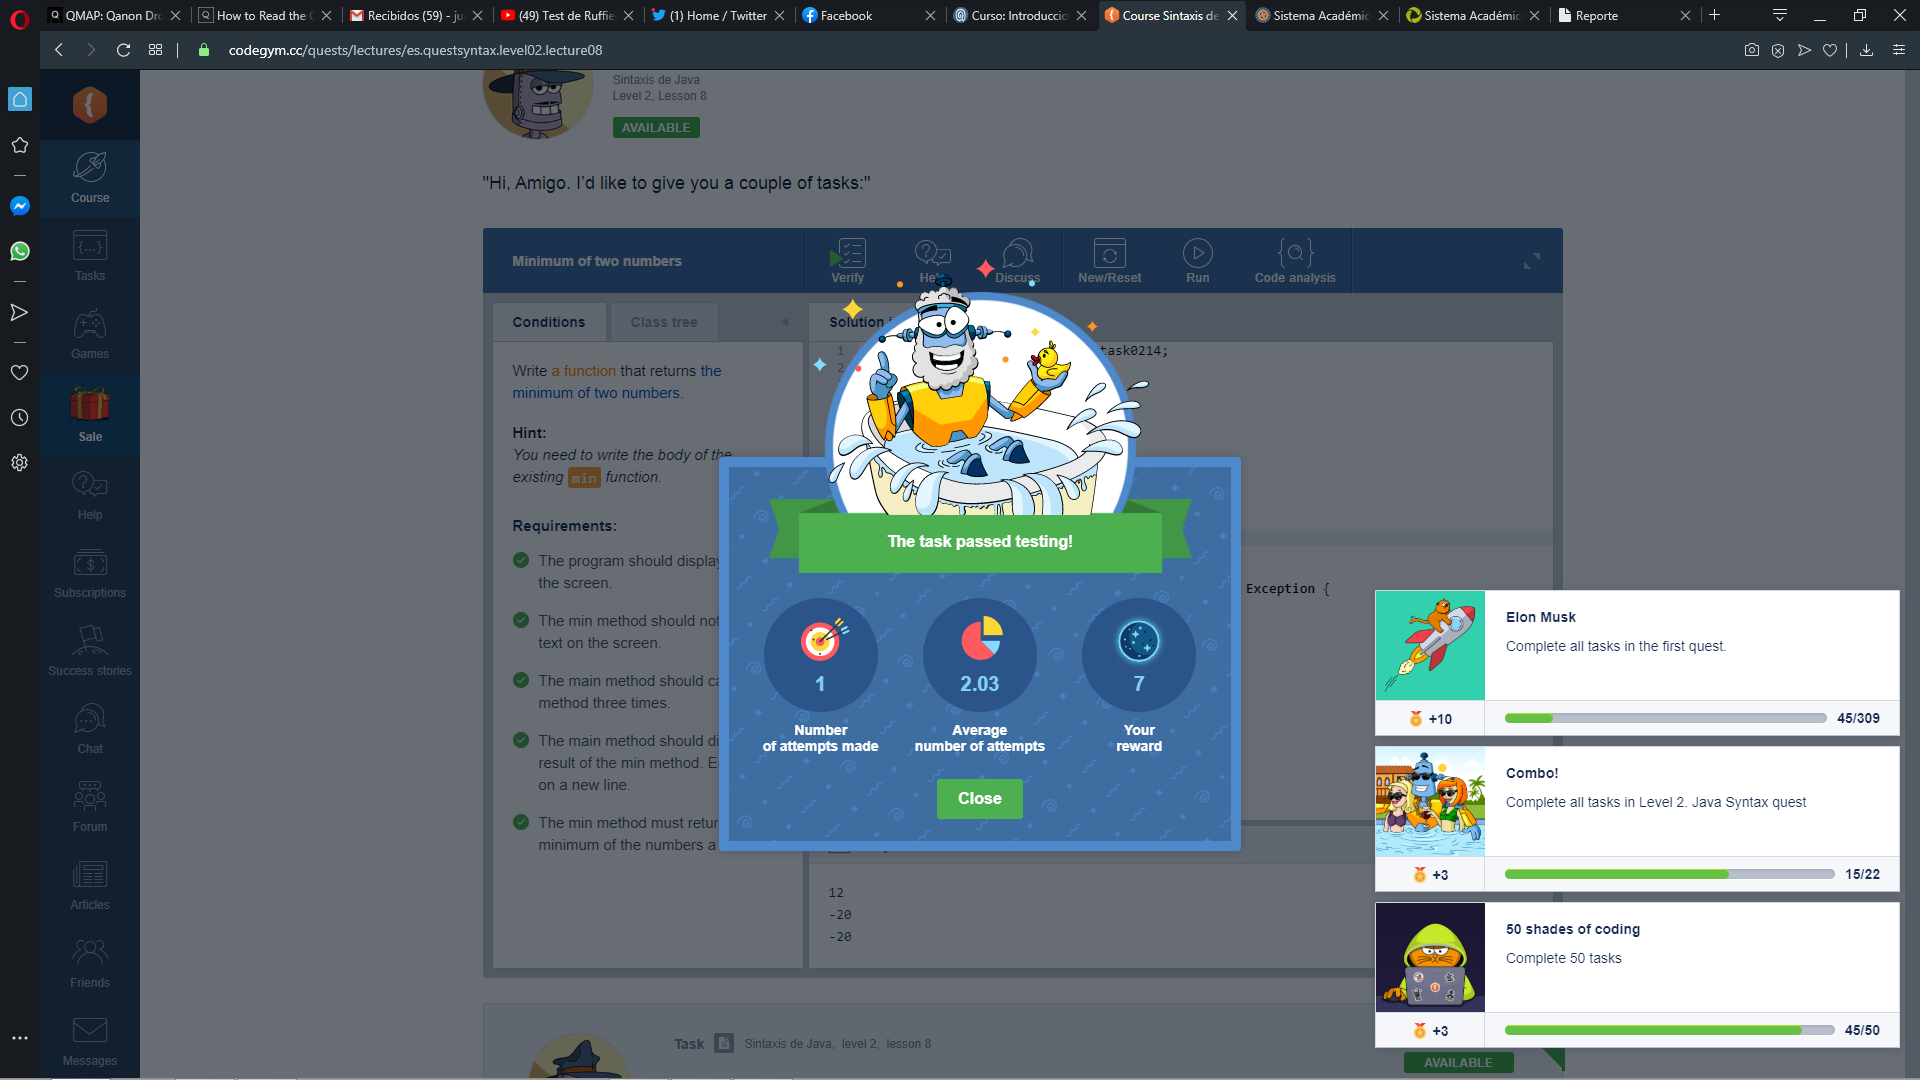 QMAP: Qanon Dro
How to Read the C
Recibidos (59) - ju
(49) Test de Ruffie
(1) Home / Twitter
Facebook
Curso: Introducció
Course Sintaxis de
Sistema Académic
Sistema Académic
Reporte
codegym.cc/quests/lectures/es.questsyntax.level02.lecture08
Course
Tasks
Games
Sale
Help
Subscriptions
Success stories
Chat
Forum
Articles
Friends
Messages
Sintaxis de Java
Level 2, Lesson 8
AVAILABLE
"Hi, Amigo. I'd like to give you a couple of tasks:"
Minimum of two numbers
Verify
Help
Discuss
New/Reset
Run
Code analysis
Conditions
Class tree
Solution
1
2
task0214;
Write a function that returns the
minimum of two numbers.
Hint:
You need to write the body of the
existing min function.
Requirements:
The program should display
the screen.
The min method should not
text on the screen.
The main method should ca
method three times.
The main method should di
result of the min method. E
on a new line.
The min method must retur
minimum of the numbers a
Exception {
12
-20
-20
The task passed testing!
1
Number
of attempts made
2.03
Average
number of attempts
7
Your
reward
Close
Elon Musk
Complete all tasks in the first quest.
+10
45/309
Combo!
Complete all tasks in Level 2. Java Syntax quest
+3
15/22
50 shades of coding
Complete 50 tasks
+3
45/50
Task
Sintaxis de Java, level 2, lesson 8
AVAILABLE